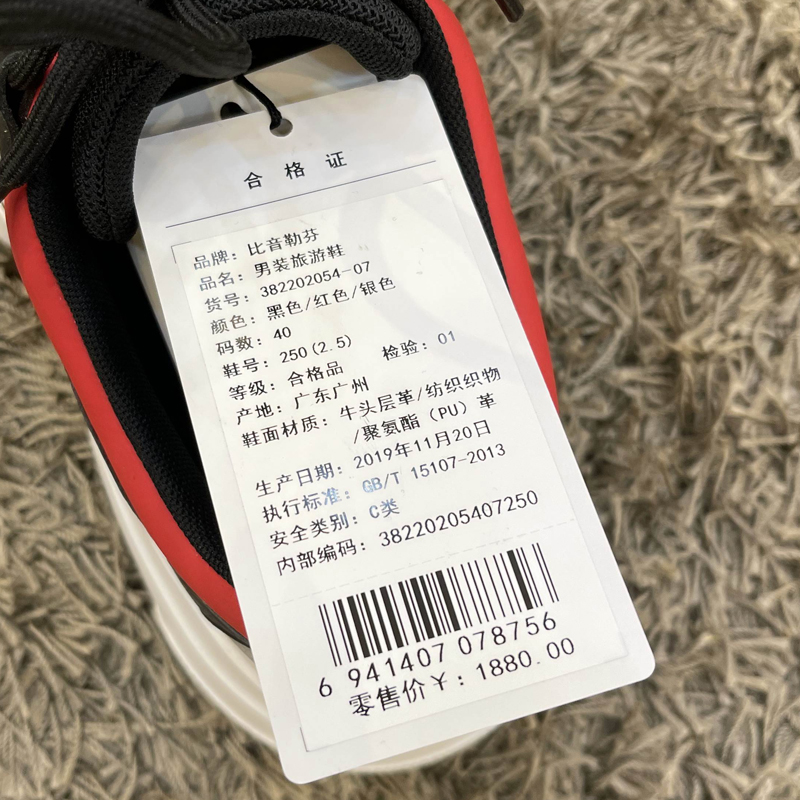 合格证
品牌：比音勒芬
品名：男装旅游鞋
货号：382202054-07
颜色：黑色/红色/银色
码数：40
鞋号：250(2.5)
等级：合格品 检验：01
产地：广东广州
鞋面材质：牛头层革/纺织织物
/聚氨酯（PU）革
生产日期：2019年11月20日
执行标准：GB/T 15107-2013
安全类别：C类
内部编码：38220205407250
6 941407 078756
零售价￥：1880.00